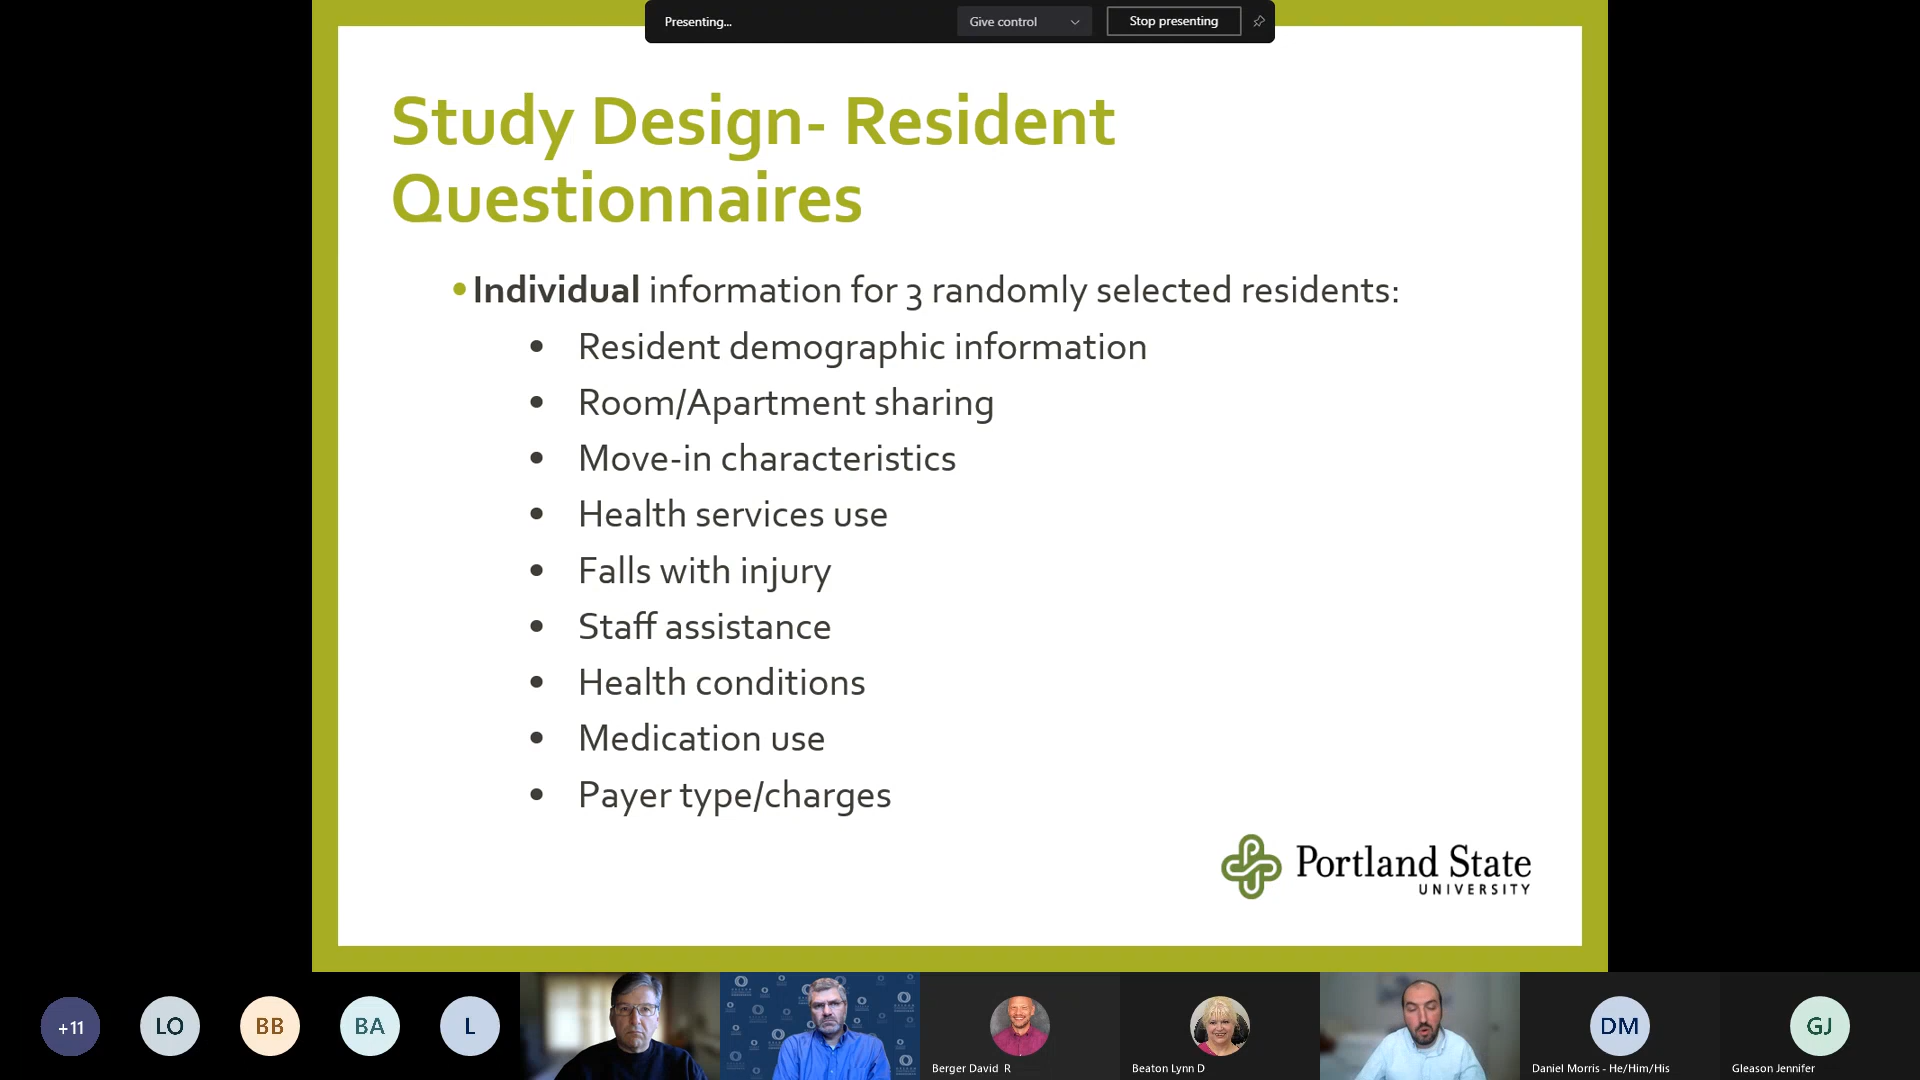 Presenting...
Give control
Stop presenting
Study Design- Resident
Questionnaires
•Individual information for 3 randomly selected residents:
• Resident demographic information
• Room/Apartment sharing
• Move-in characteristics
• Health services use
• Falls with injury
• Staff assistance
• Health conditions
• Medication use
• Payer type/charges
Portland State
UNIVERSITY
+11
LO
BB
BA
L
DM
GJ
Berger David R
Beaton Lynn D
Daniel Morris - He/Him/His
Gleason Jennifer